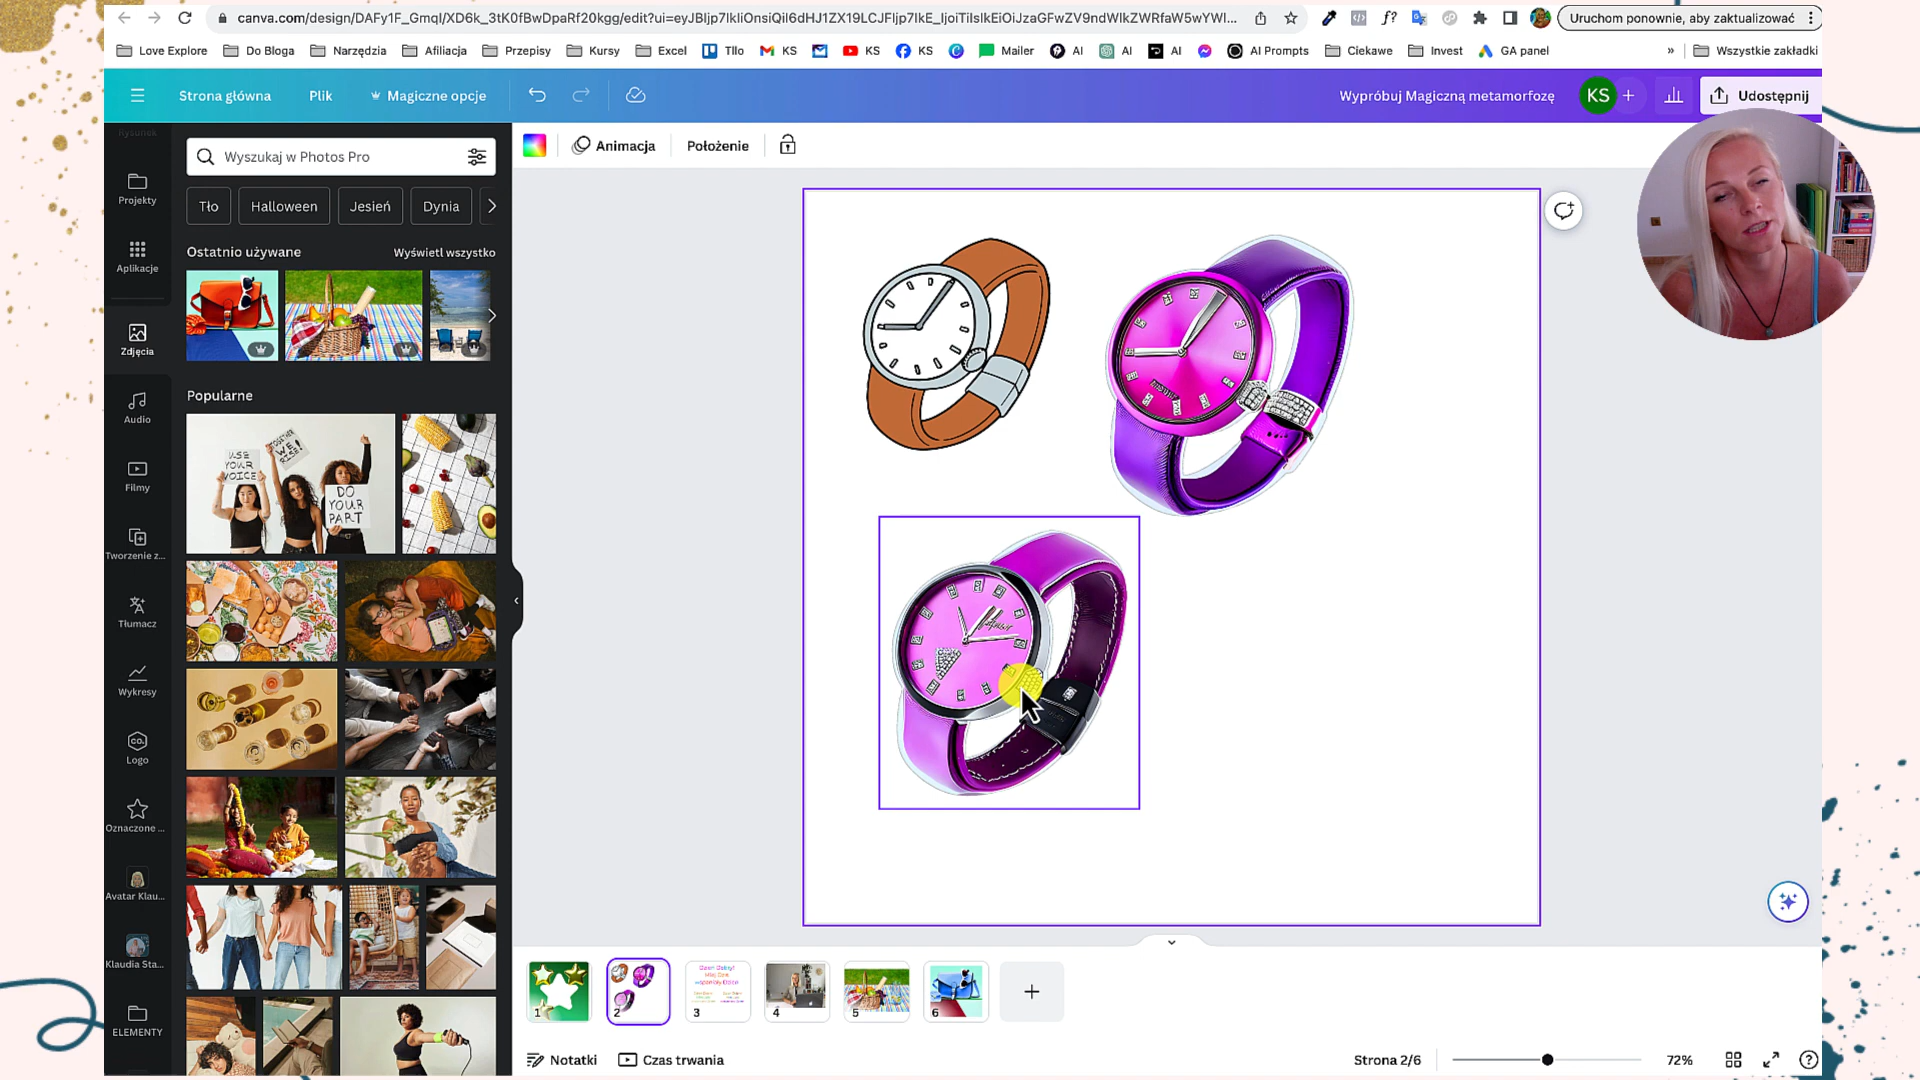 canva.com/design/DAFy1F_GmqI/XD6k_3tK0fBwDpaRf20kgg/edit?ui=eyJBIjp7IkIiOnsiQiI6dHJ1ZX19LCJFIjp7IkE_IjoiTiIsIkEiOiJzaGFwZV9ndWlkZWRfaW5wYWI...
Uruchom ponownie, aby zaktualizować
Love Explore
Do Bloga
Narzędzia
Afiliacja
Przepisy
Kursy
Excel
Tllo
KS
KS
KS
Mailer
AI
AI
AI
AI Prompts
Ciekawe
Invest
GA panel
»
Wszystkie zakładki
Strona główna
Plik
Magiczne opcje
Wypróbuj Magiczną metamorfozę
KS
Udostępnij
Rysunek
Projekty
Aplikacje
Zdjęcia
Audio
Filmy
Tworzenie z...
Tłumacz
Wykresy
Logo
Oznaczone ...
Avatar Klau...
Klaudia Sta...
ELEMENTY
Wyszukaj w Photos Pro
Tło
Halloween
Jesień
Dynia
Ostatnio używane
Wyświetl wszystko
Popularne
USE YOUR VOICE
TOGETHER WE RISE!
DO YOUR PART
Animacja
Położenie
1
2
3
4
5
6
Notatki
Czas trwania
Strona 2/6
72%